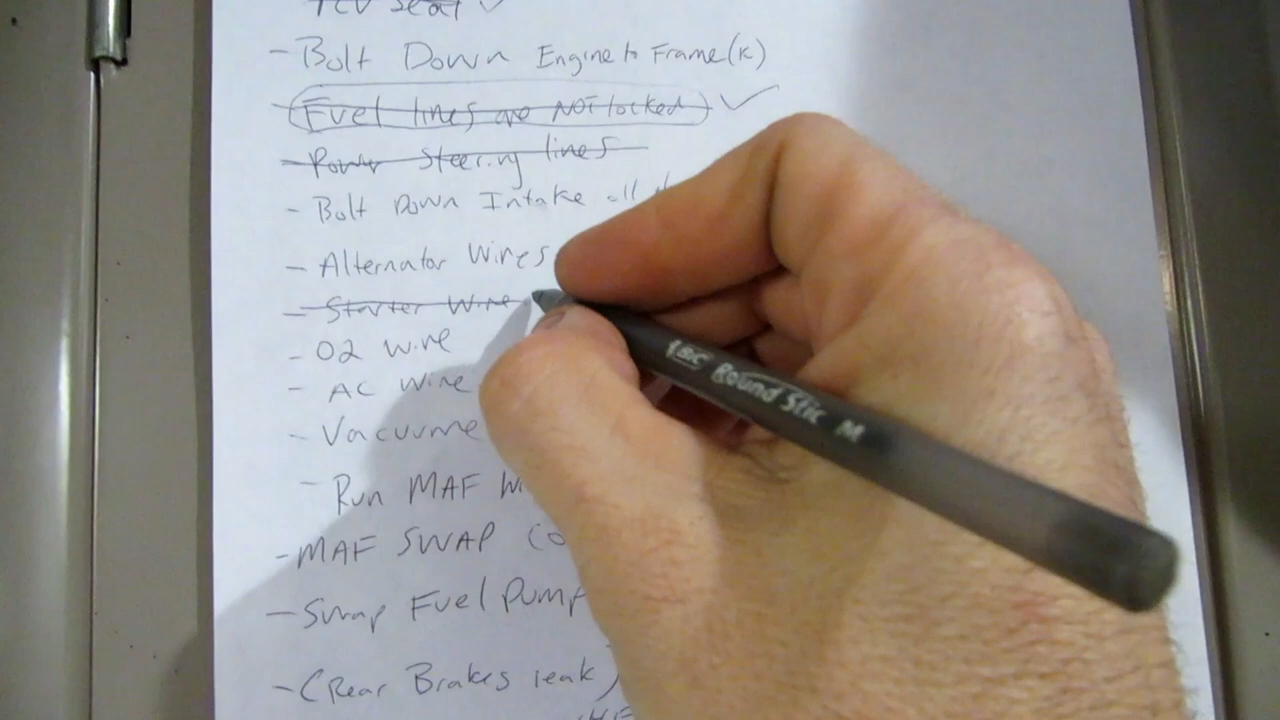 - Bolt Down Engine to Frame (K)
Fuel lines are NOT locked ✓
- Power Steering lines
- Bolt Down Intake all
- Alternator Wires
- Starter Wire
- O2 wire
- AC Wire
- Vacuume
- Run MAF
- MAF SWAP
- Swap Fuel Pump
- (Rear Brakes leak)
BIC Round Stic M